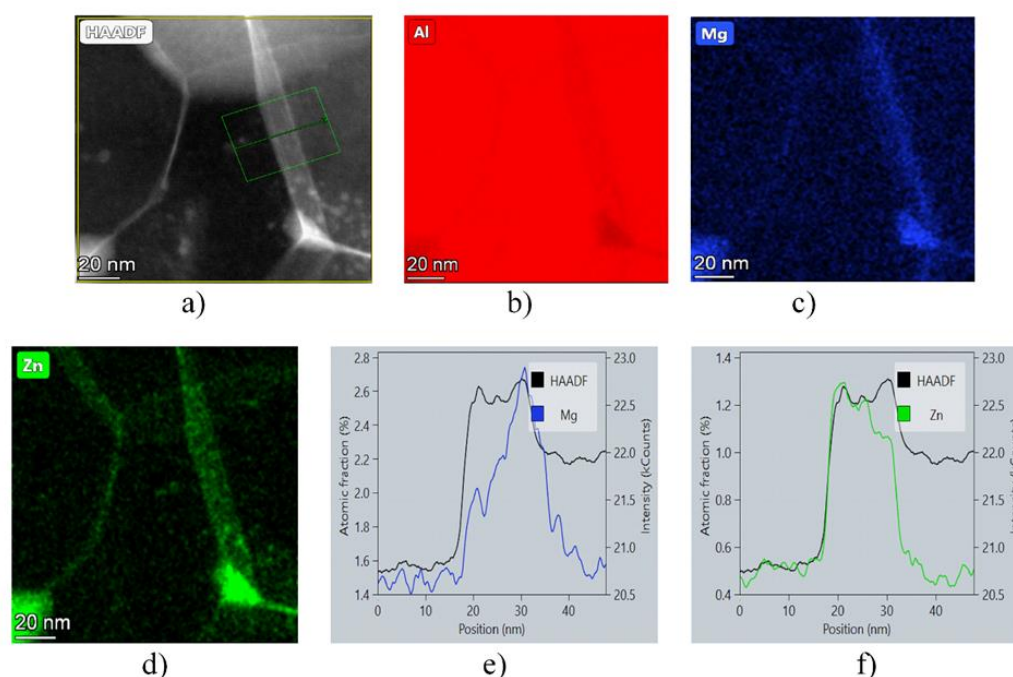 HAADF
20 nm
a)
Al
20 nm
b)
Mg
20 nm
c)
Zn
20 nm
d)
2.8
2.6
2.4
2.2
2.0
1.8
1.6
1.4
Atomic fraction (%)
23.0
22.5
22.0
21.5
21.0
20.5
Intensity (kCounts)
HAADF
Mg
0
10
20
30
40
Position (nm)
e)
1.4
1.2
1.0
0.8
0.6
0.4
Atomic fraction (%)
23.0
22.5
22.0
21.5
21.0
20.5
HAADF
Zn
0
10
20
30
40
Position (nm)
f)